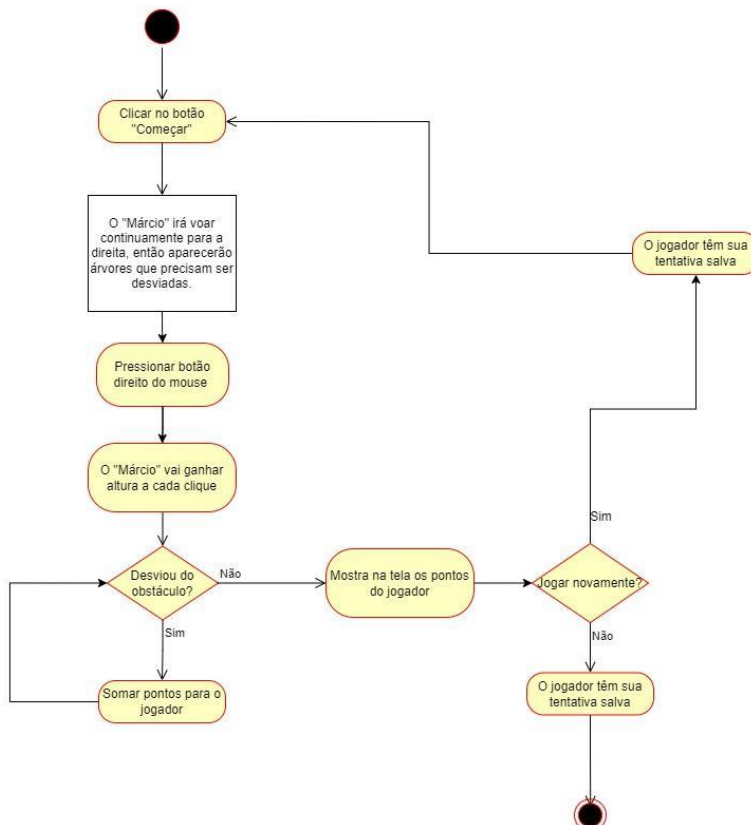 Clicar no botão
"Começar"
O "Márcio" irá voar
continuamente para a
direita, então aparecerão
árvores que precisam ser
desviadas.
O jogador têm sua
tentativa salva
Pressionar botão
direito do mouse
O "Márcio" vai ganhar
altura a cada clique
Sim
Desviou do
obstáculo?
Não
Mostra na tela os pontos
do jogador
Jogar novamente?
Sim
Não
Somar pontos para o
jogador
O jogador têm sua
tentativa salva